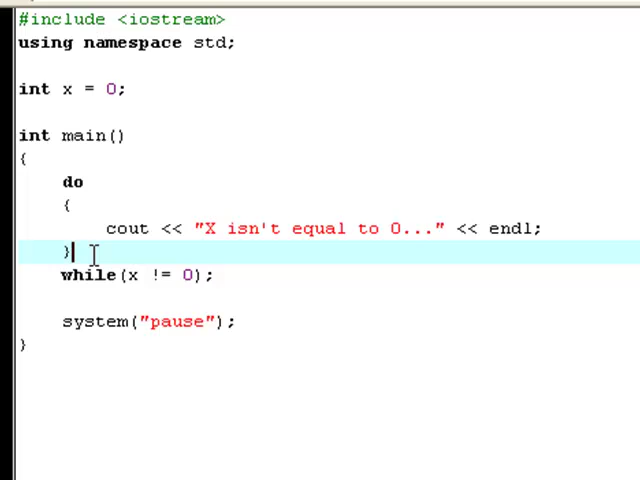 #include <iostream>
using namespace std;
int x = 0;
int main()
{
do
{
cout << "X isn't equal to 0..." << endl;
}
while(x != 0);
system("pause");
}